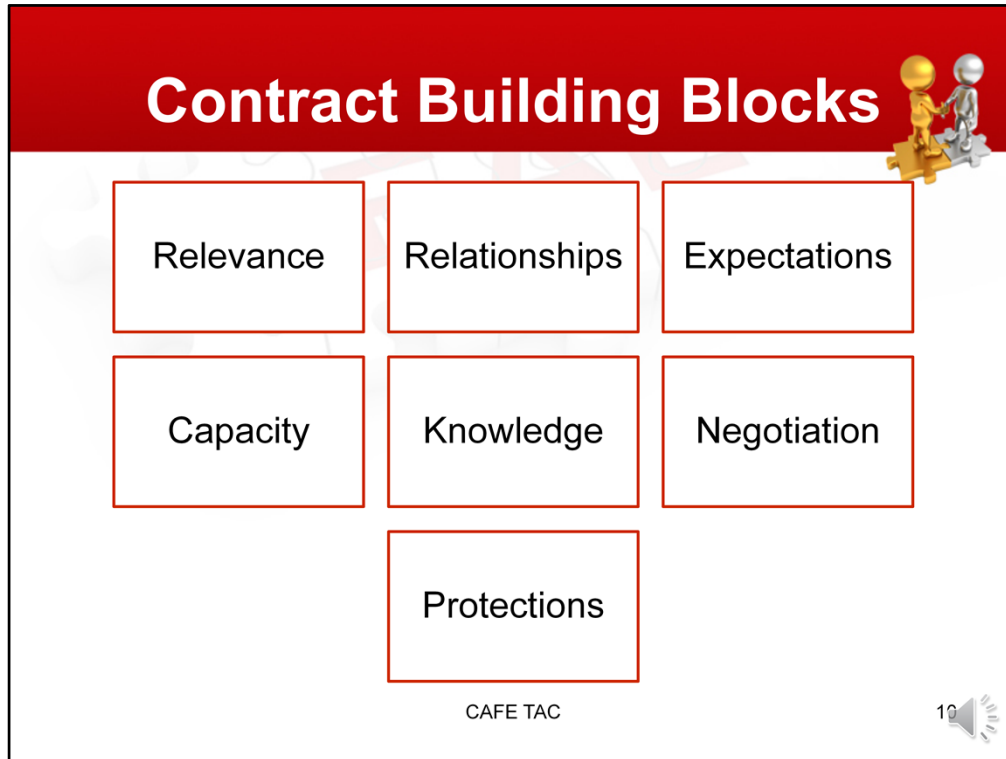 Contract Building Blocks
Relevance
Relationships
Expectations
Capacity
Knowledge
Negotiation
Protections
CAFE TAC